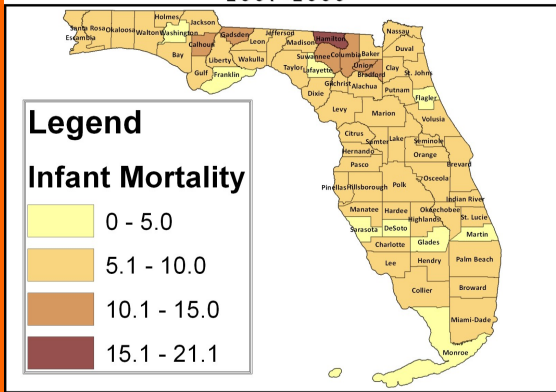 Holmes
Jackson
Santa Rosa Okaloosa Walton Washington
Escambia
Gadsden
Jefferson
Hamilton
Nassau
Calhoun
Leon
Madison
Duval
Bay
Liberty
Wakulla
Suwannee Columbia Baker
Gulf
Franklin
Taylor Lafayette
Union
Clay
St. Johns
Bradford
Gilchrist
Alachua
Putnam
Dixie
Flagler
Levy
Marion
Volusia
Citrus
Sumter
Lake
Seminole
Hernando
Orange
Pasco
Brevard
Osceola
Pinellas Hillsborough
Polk
Indian River
Manatee
Hardee
Okeechobee
Highlands
St. Lucie
Sarasota
DeSoto
Martin
Charlotte
Glades
Lee
Hendry
Palm Beach
Collier
Broward
Miami-Dade
Monroe
Legend
Infant Mortality
0 - 5.0
5.1 - 10.0
10.1 - 15.0
15.1 - 21.1